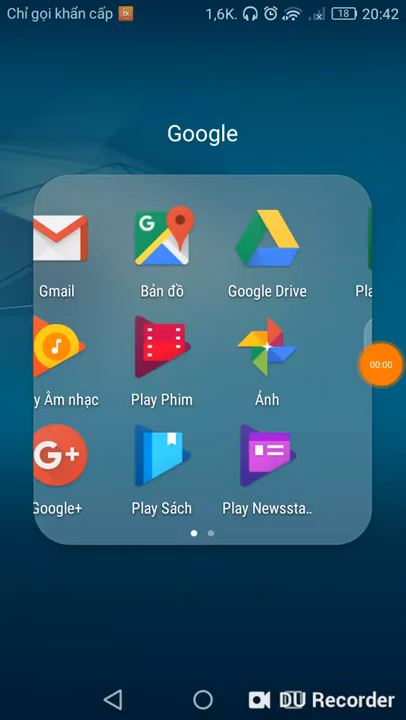 Chỉ gọi khẩn cấp
1,6K.
18
20:42
Google
G
Gmail
Bản đồ
Google Drive
Pla
00:00
y Âm nhạc
Play Phim
Ảnh
G+
Google+
Play Sách
Play Newssta..
DU Recorder